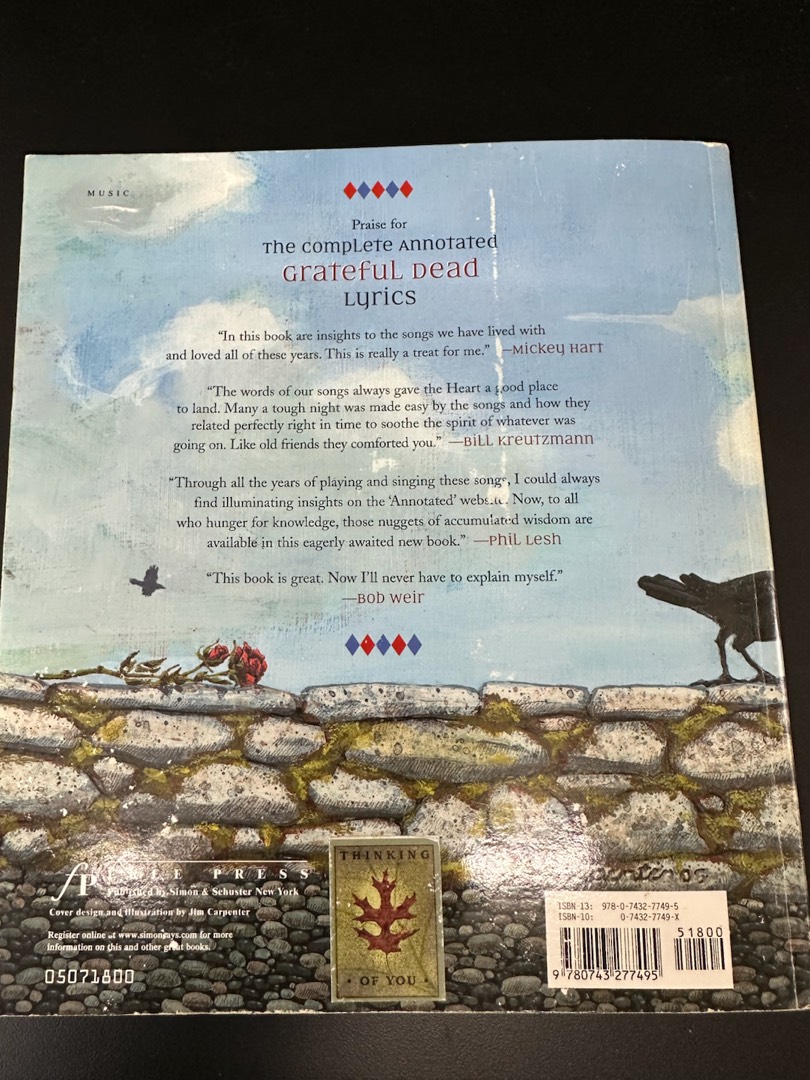 MUSIC
Praise for
The Complete Annotated
Grateful Dead
Lyrics
“In this book are insights to the songs we have lived with
and loved all of these years. This is really a treat for me.” —Mickey Hart
“The words of our songs always gave the Heart a good place
to land. Many a tough night was made easy by the songs and how they
related perfectly right in time to soothe the spirit of whatever was
going on. Like old friends they comforted you.” —Bill Kreutzmann
“Through all the years of playing and singing these songs, I could always
find illuminating insights on the ‘Annotated’ website. Now, to all
who hunger for knowledge, those nuggets of accumulated wisdom are
available in this eagerly awaited new book.” —Phil Lesh
“This book is great. Now I’ll never have to explain myself.”
—Bob Weir
fP FREE PRESS
Published by Simon & Schuster New York
Cover design and illustration by Jim Carpenter
Register online at www.simonsays.com for more
information on this and other great books.
05071800
THINKING
• OF YOU •
ISBN-13: 978-0-7432-7749-5
ISBN-10: 0-7432-7749-X
51800
9 780743 277495